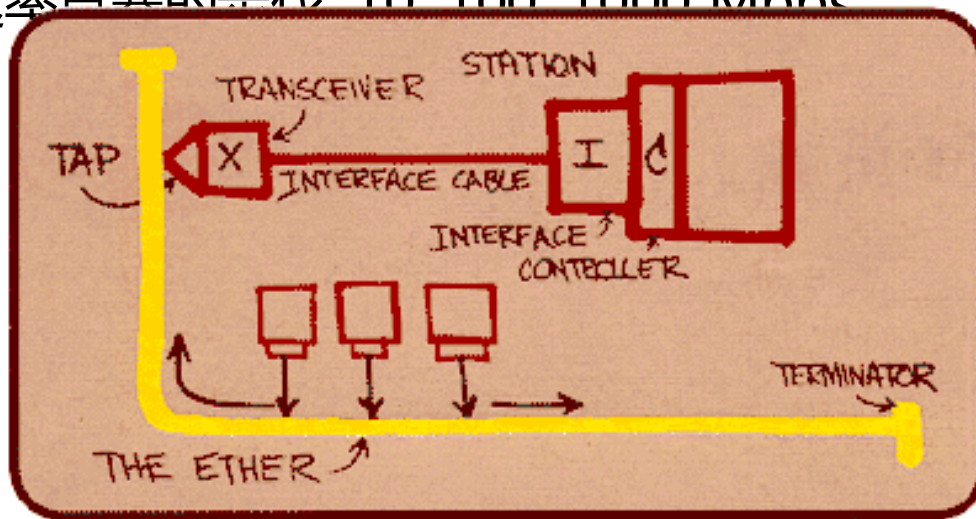 STATION
TRANSCEIVER
TAP
X
I
C
INTERFACE CABLE
INTERFACE
CONTROLLER
TERMINATOR
THE ETHER